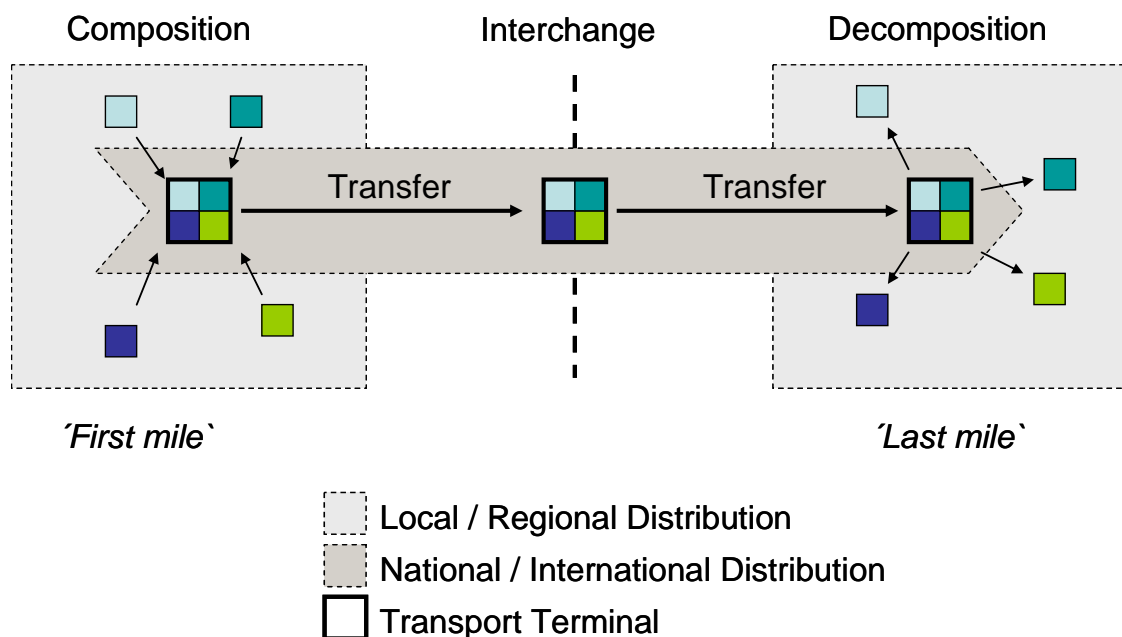 Composition
Interchange
Decomposition
Transfer
Transfer
´First mile`
´Last mile`
Local / Regional Distribution
National / International Distribution
Transport Terminal